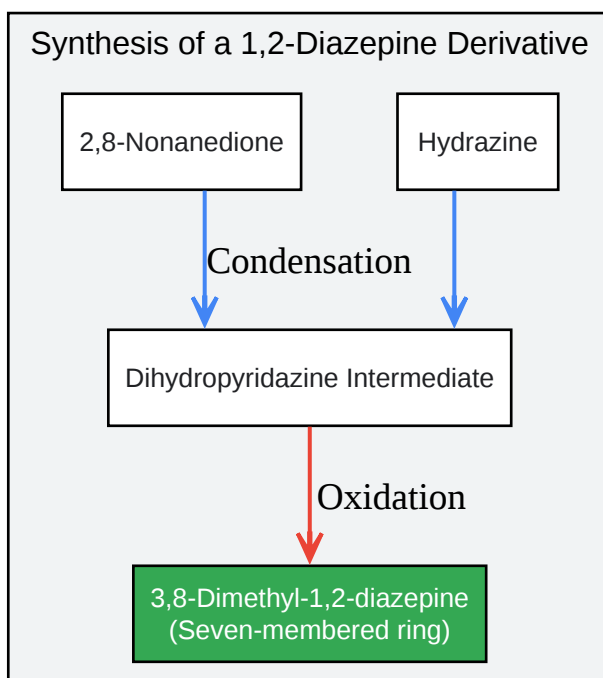 Synthesis of a 1,2-Diazepine Derivative
2,8-Nonanedione
Hydrazine
Condensation
Dihydropyridazine Intermediate
Oxidation
3,8-Dimethyl-1,2-diazepine
(Seven-membered ring)